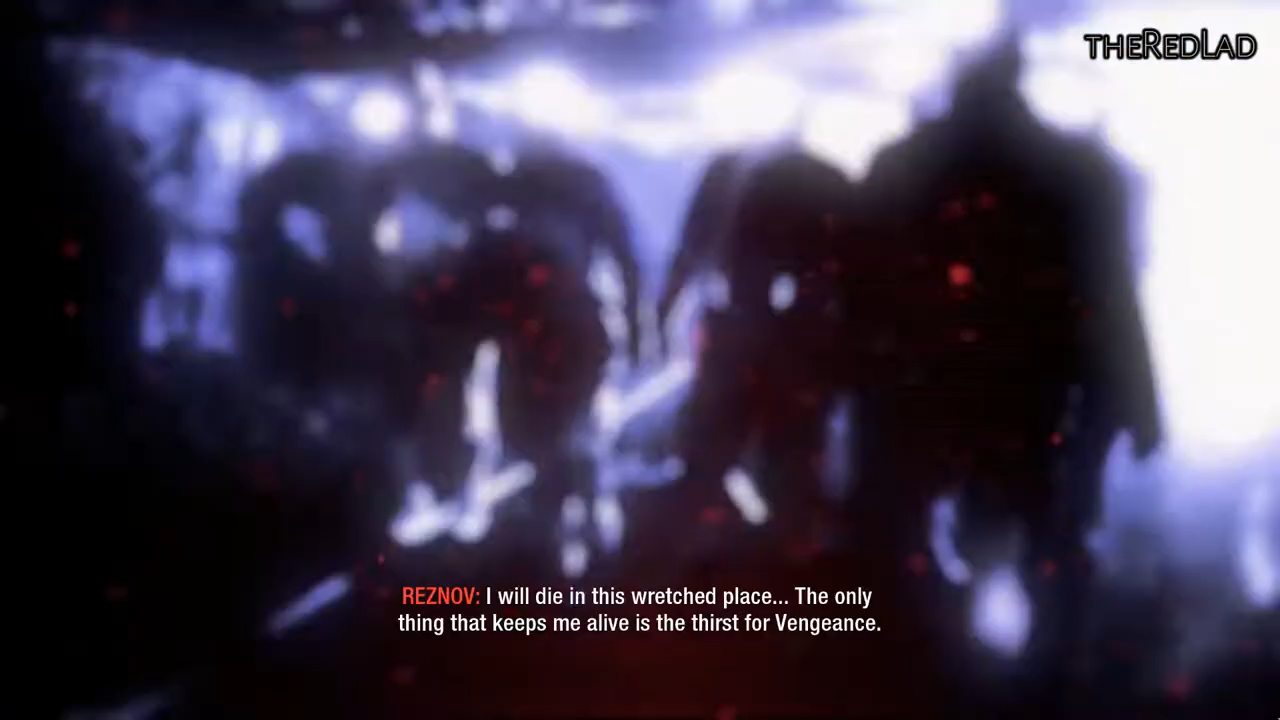 THEREDLAD
REZNOV: I will die in this wretched place... The only
thing that keeps me alive is the thirst for Vengeance.